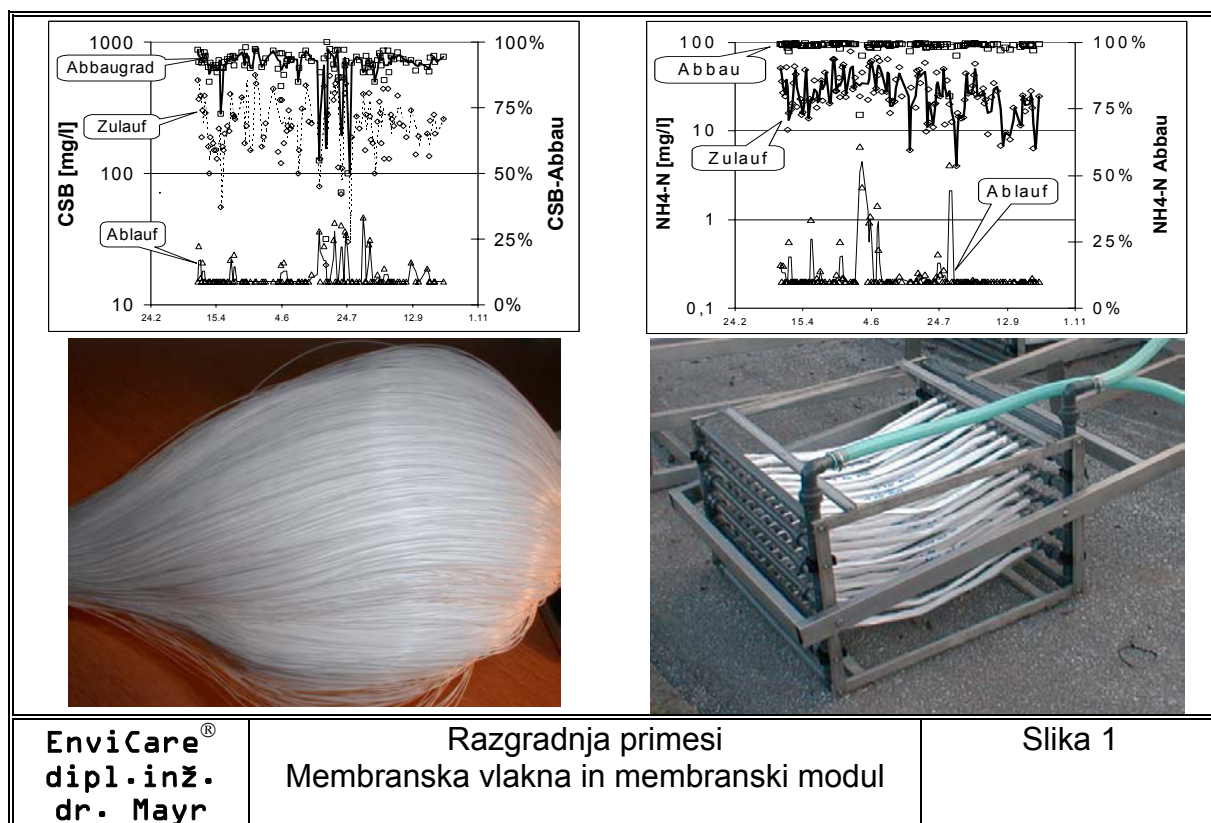 1000
100
10
CSB [mg/l]
100%
75%
50%
25%
0%
CSB-Abbau
Abbaugrad
Zulauf
Ablauf
24.2 15.4 4.6 24.7 12.9 1.11
100
10
1
0,1
NH4-N [mg/l]
100%
75%
50%
25%
0%
NH4-N Abbau
Abbau
Zulauf
Ablauf
24.2 15.4 4.6 24.7 12.9 1.11
EnviCare®
dipl.inž.
dr. Mayr
Razgradnja primesi
Membranska vlakna in membranski modul
Slika 1